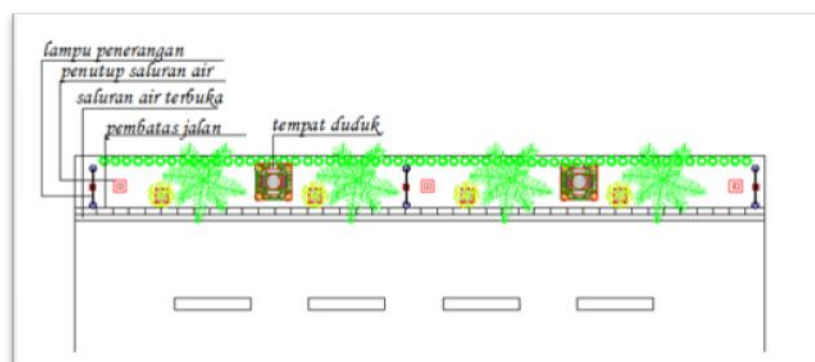 lampu penerangan
penutup saluran air
saluran air terbuka
pembatas jalan
tempat duduk